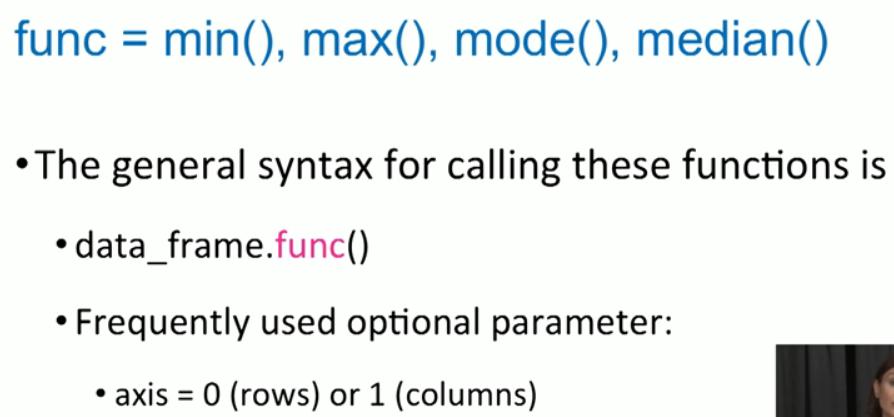 func = min(), max(), mode(), median()
•The general syntax for calling these functions is
•data_frame.func()
•Frequently used optional parameter:
•axis = 0 (rows) or 1 (columns)